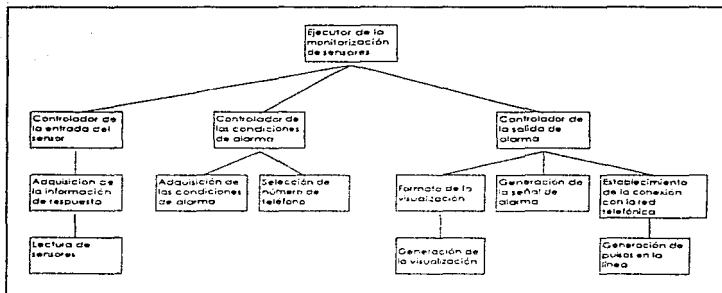 Ejecutor de la
monitorización
de sensores
Controlador de
la entrada del
sensor
Controlador de
las condiciones
de alarma
Controlador de
la salida de
alarma
Adquisición de
la información
de respuesta
Adquisición de
las condiciones
de alarma
Selección de
número de
teléfono
Formato de la
visualización
Generación de
la señal de
alarma
Establecimiento
de la conexión
con la red
telefónica
Lectura de
sensores
Generación de
la visualización
Generación de
pulsos en la
línea